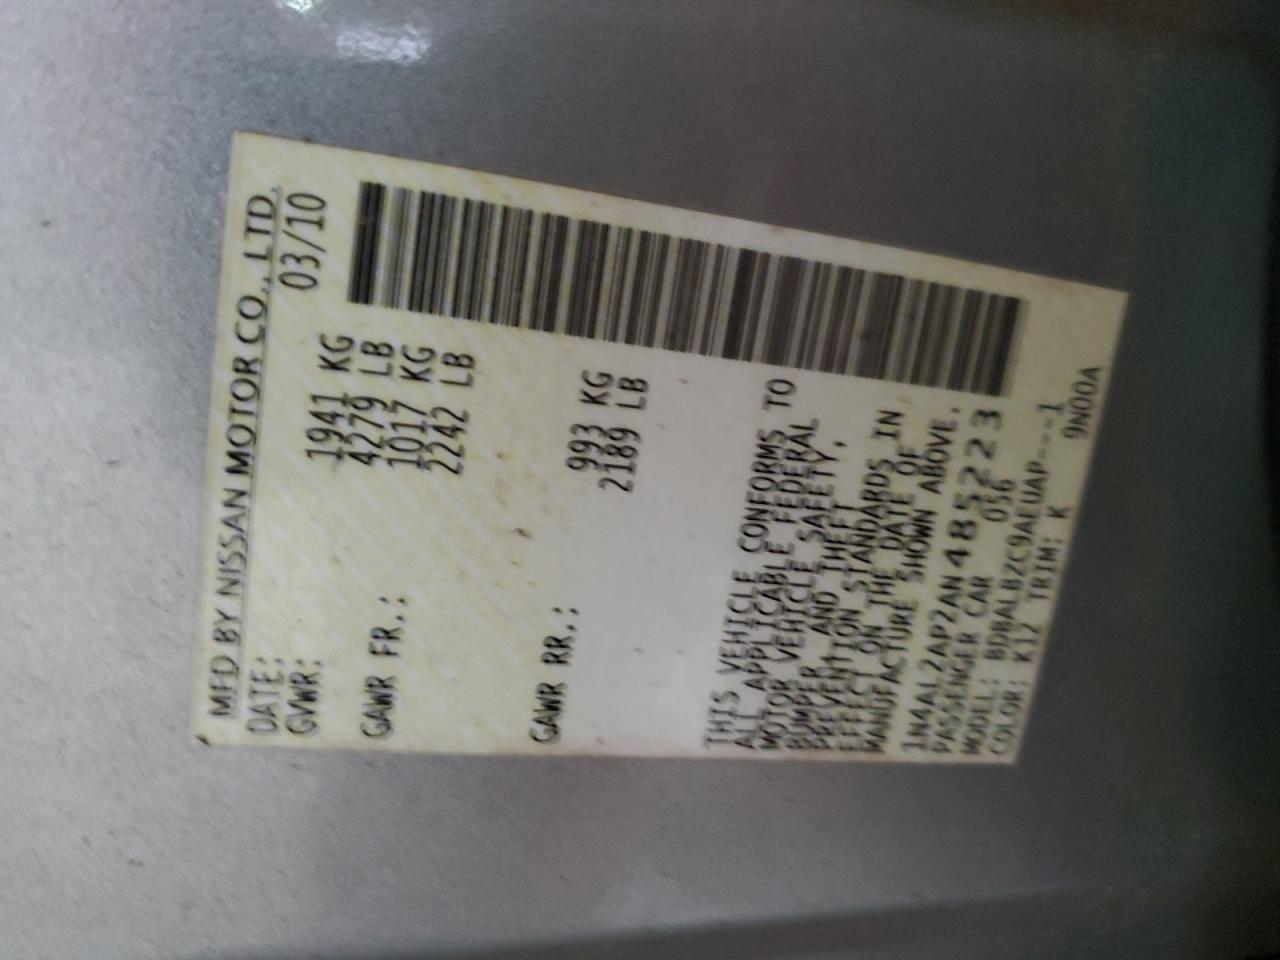 MFD BY NISSAN MOTOR CO., LTD.
DATE: 03/10
GVWR: 1941 KG
4279 LB
GAWR FR.: 1017 KG
2242 LB
GAWR RR.: 993 KG
2189 LB
THIS VEHICLE CONFORMS TO
ALL APPLICABLE FEDERAL
MOTOR VEHICLE SAFETY,
BUMPER AND THEFT
PREVENTION STANDARDS IN
EFFECT ON THE DATE OF
MANUFACTURE SHOWN ABOVE.
1N4AL2AP2AN485223
PASSENGER CAR 056
MODEL: BDBALBZC9AEUAP---1
COLOR: K12 TRIM: K 9N00A